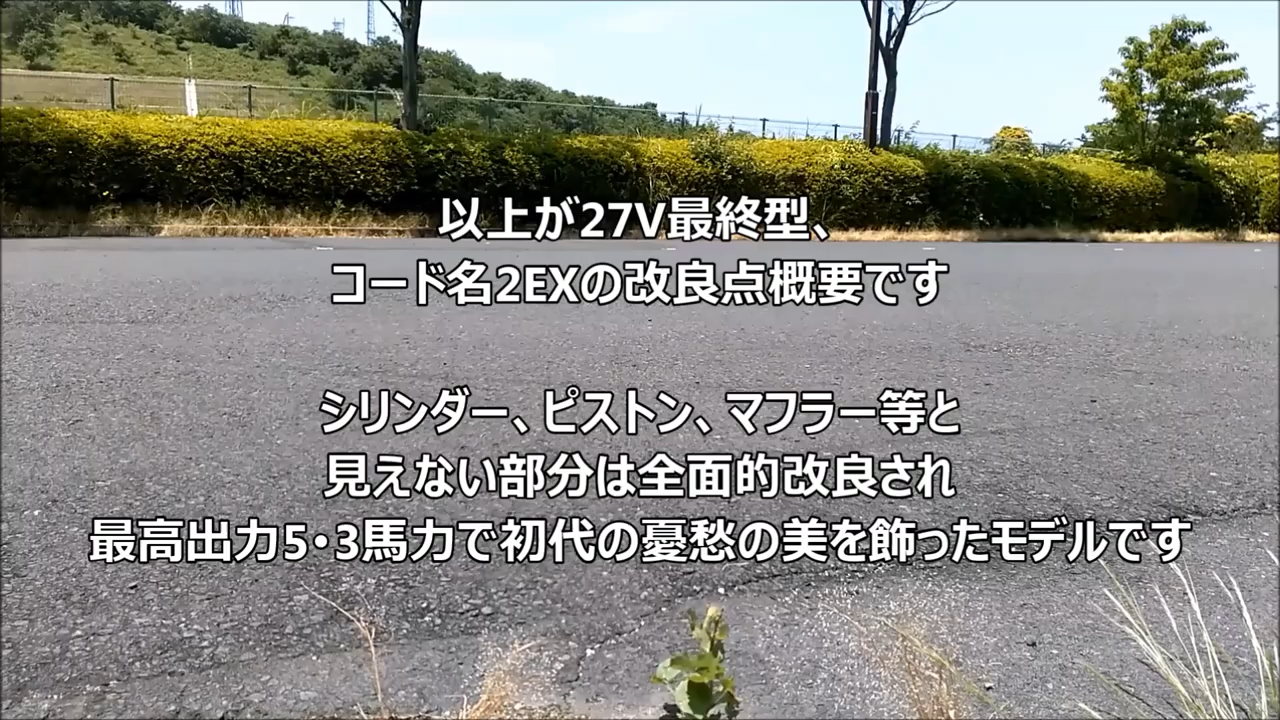 以上が27V最終型、
コード名2EXの改良点概要です
シリンダー、ピストン、マフラー等と
見えない部分は全面的改良され
最高出力5・3馬力で初代の憂愁の美を飾ったモデルです